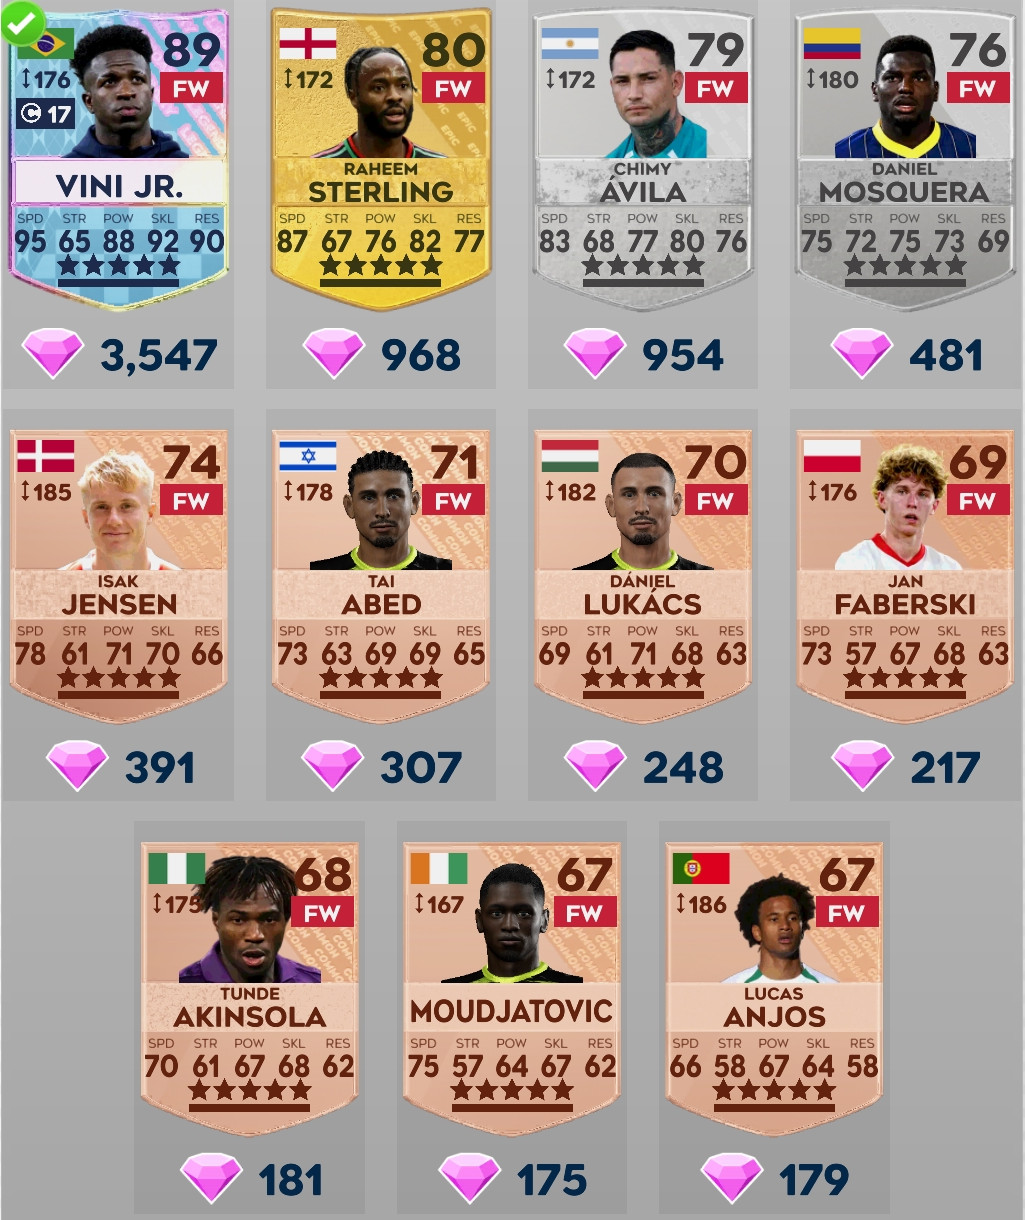 89
176
FW
© 17
VINI JR.
SPD STR POW SKL RES
95 65 88 92 90
3,547
80
172
FW
RAHEEM
STERLING
SPD STR POW SKL RES
87 67 76 82 77
968
79
172
FW
CHIMY
ÁVILA
SPD STR POW SKL RES
83 68 77 80 76
954
76
180
FW
DANIEL
MOSQUERA
SPD STR POW SKL RES
75 72 75 73 69
481
74
185
FW
ISAK
JENSEN
SPD STR POW SKL RES
78 61 71 70 66
391
71
178
FW
TAI
ABED
SPD STR POW SKL RES
73 63 69 69 65
307
70
182
FW
DÁNIEL
LUKÁCS
SPD STR POW SKL RES
69 61 71 68 63
248
69
176
FW
JAN
FABERSKI
SPD STR POW SKL RES
73 57 67 68 63
217
68
175
FW
TUNDE
AKINSOLA
SPD STR POW SKL RES
70 61 67 68 62
181
67
167
FW
MOUDJATOVIC
SPD STR POW SKL RES
75 57 64 67 62
175
67
186
FW
LUCAS
ANJOS
SPD STR POW SKL RES
66 58 67 64 58
179